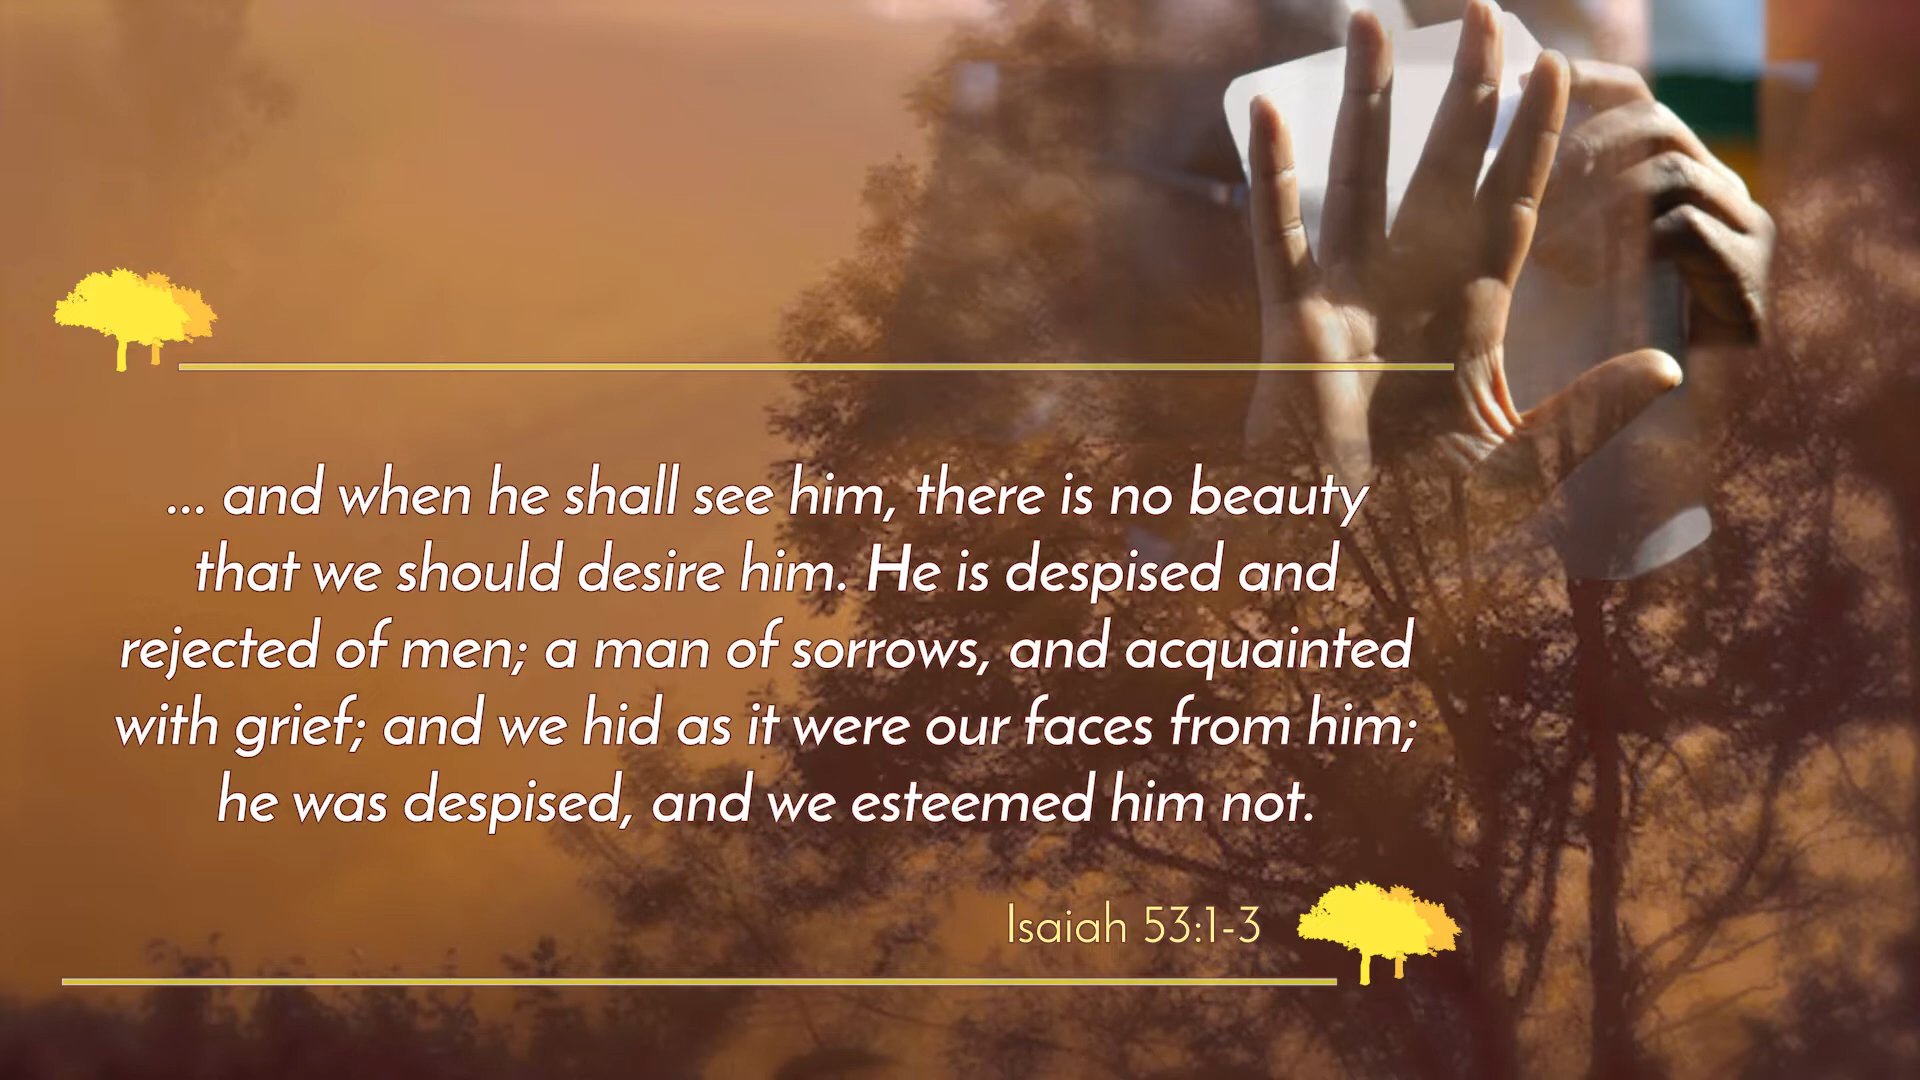 ... and when he shall see him, there is no beauty
that we should desire him. He is despised and
rejected of men; a man of sorrows, and acquainted
with grief; and we hid as it were our faces from him;
he was despised, and we esteemed him not.
Isaiah 53:1-3